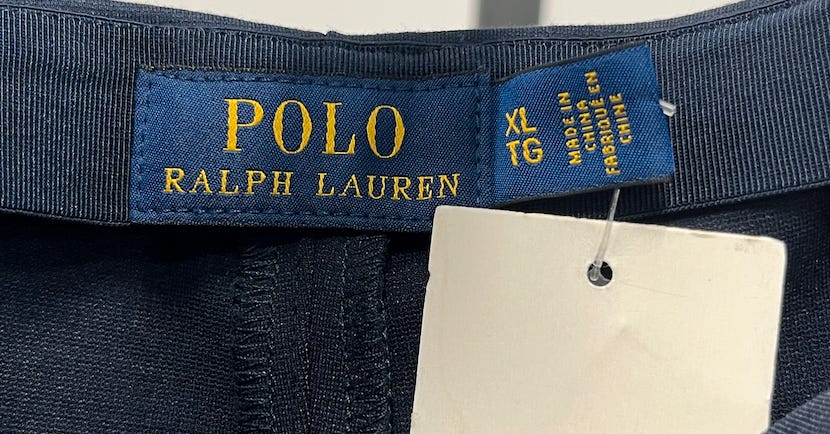 POLO
RALPH LAUREN
XL
TG
MADE IN
CHINA
FABRIQUÉ EN
CHINE